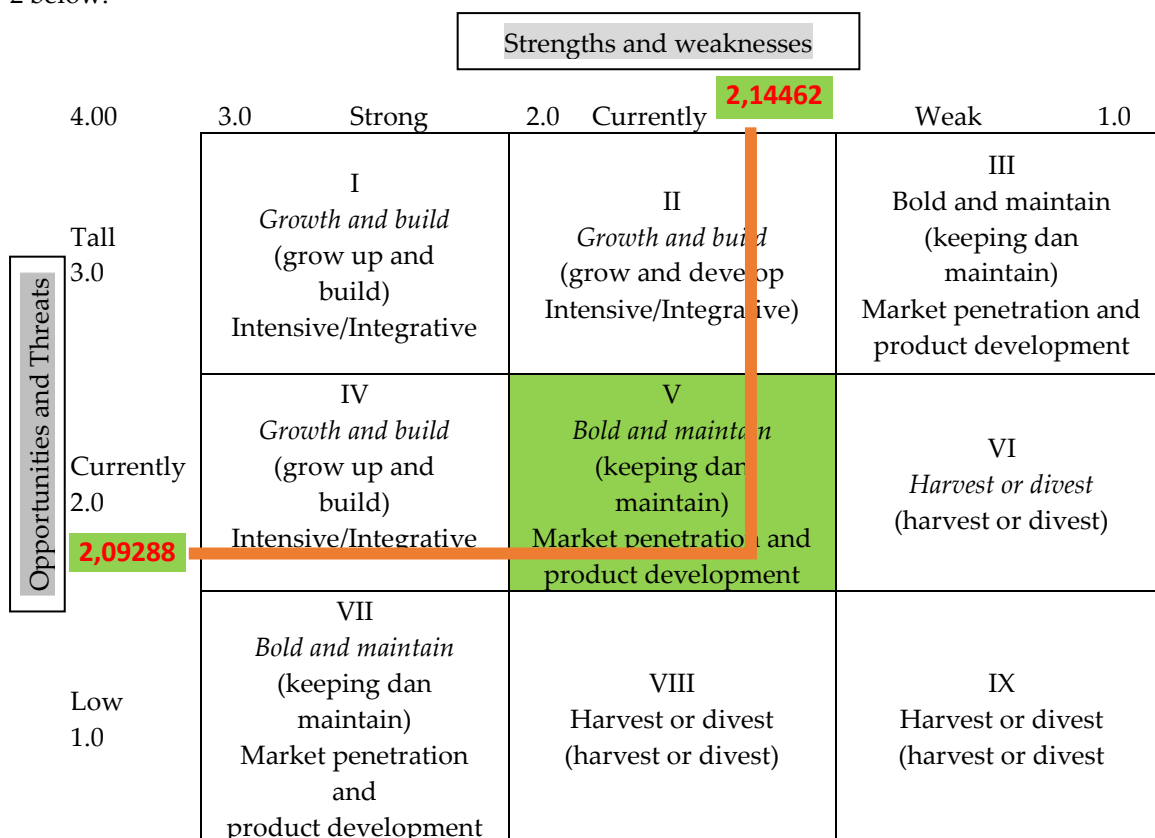 2 below.
Strengths and weaknesses
2,14462
4.00 3.0 Strong 2.0 Currently Weak 1.0
Opportunities and Threats
Tall
3.0
I
Growth and build
(grow up and
build)
Intensive/Integrative
II
Growth and build
(grow and develop
Intensive/Integrative)
III
Bold and maintain
(keeping dan
maintain)
Market penetration and
product development
Currently
2.0
2,09288
IV
Growth and build
(grow up and
build)
Intensive/Integrative
V
Bold and maintain
(keeping dan
maintain)
Market penetration and
product development
VI
Harvest or divest
(harvest or divest)
Low
1.0
VII
Bold and maintain
(keeping dan
maintain)
Market penetration
and
product development
VIII
Harvest or divest
(harvest or divest)
IX
Harvest or divest
(harvest or divest